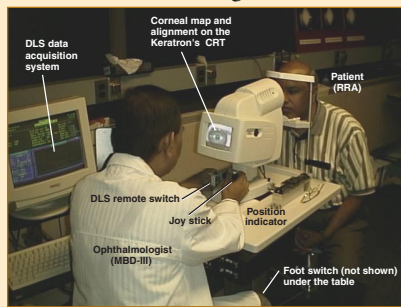 Corneal map and
alignment on the
Keratron's CRT
DLS data
acquisition
system
Patient
(RRA)
DLS remote switch
Joy stick
Position
indicator
Ophthalmologist
(MBD-III)
Foot switch (not shown)
under the table